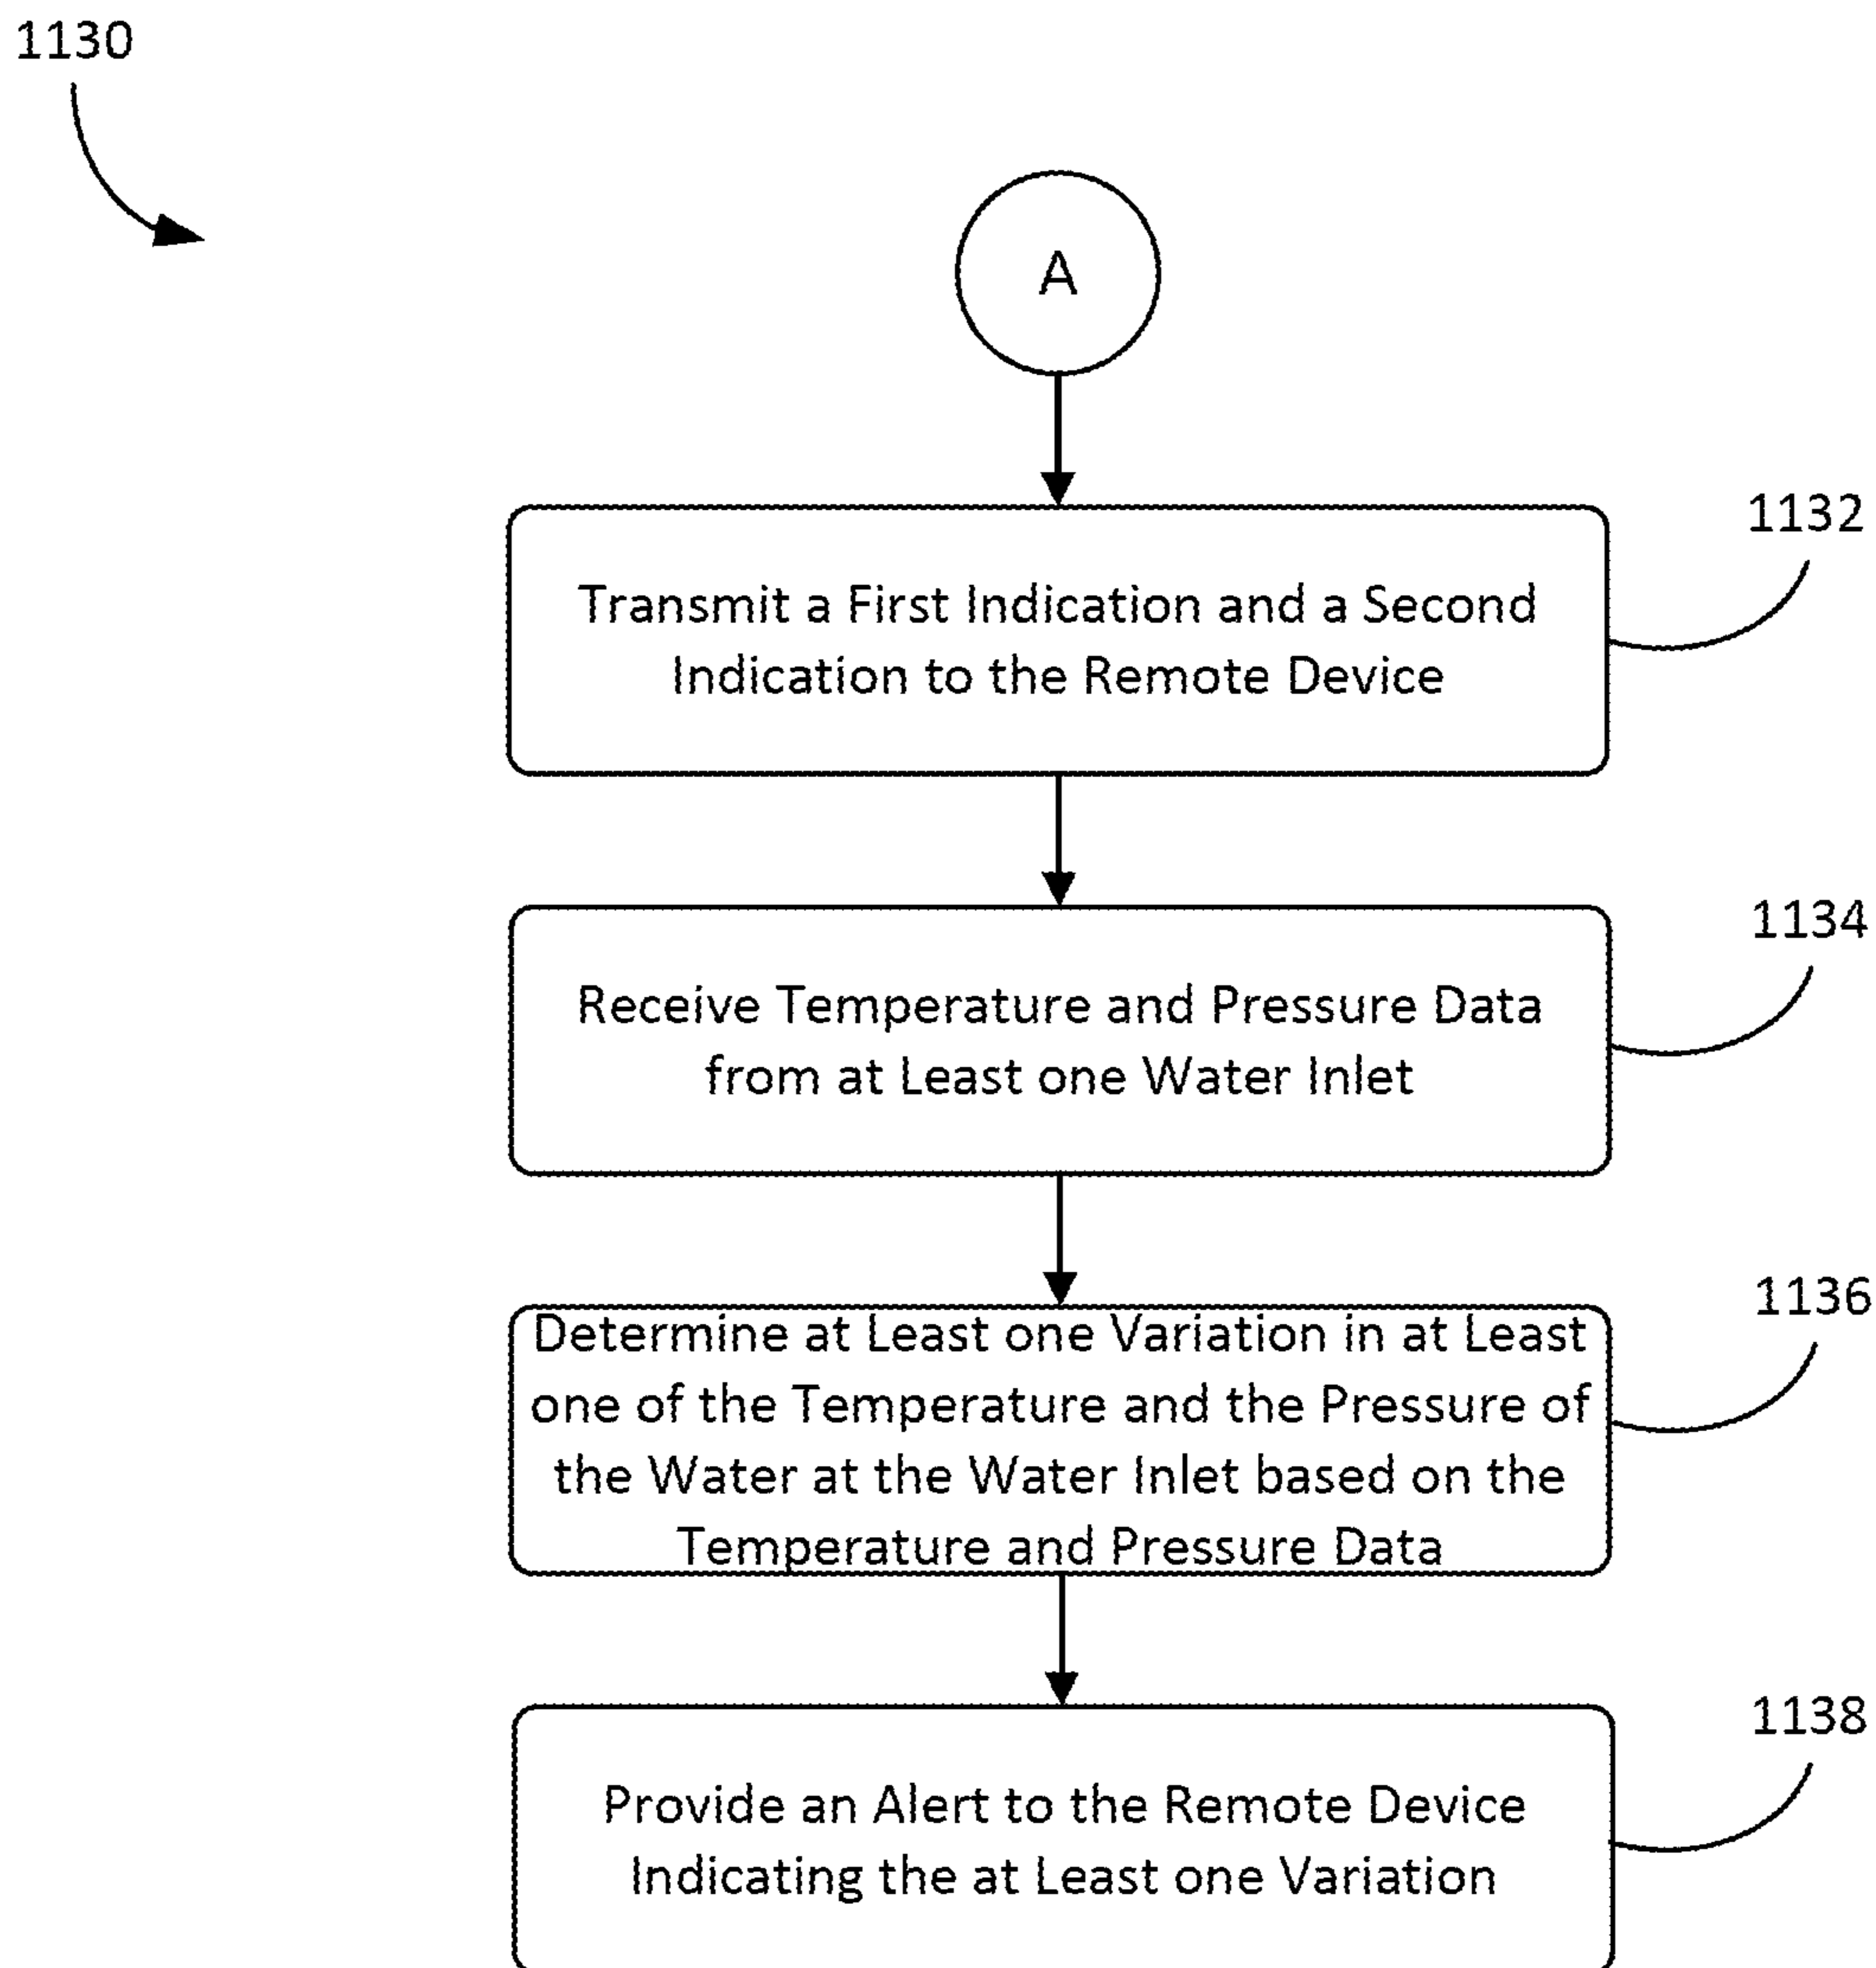 1130
A
1132
Transmit a First Indication and a Second
Indication to the Remote Device
1134
Receive Temperature and Pressure Data
from at Least one Water Inlet
1136
Determine at Least one Variation in at Least
one of the Temperature and the Pressure of
the Water at the Water Inlet based on the
Temperature and Pressure Data
1138
Provide an Alert to the Remote Device
Indicating the at Least one Variation